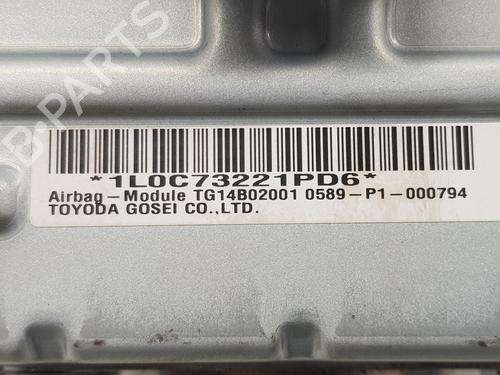 B-PARTS
*1L0C73221PD6*
Airbag-Module TG14B02001 0589-P1-000794
TOYODA GOSEI CO.,LTD.